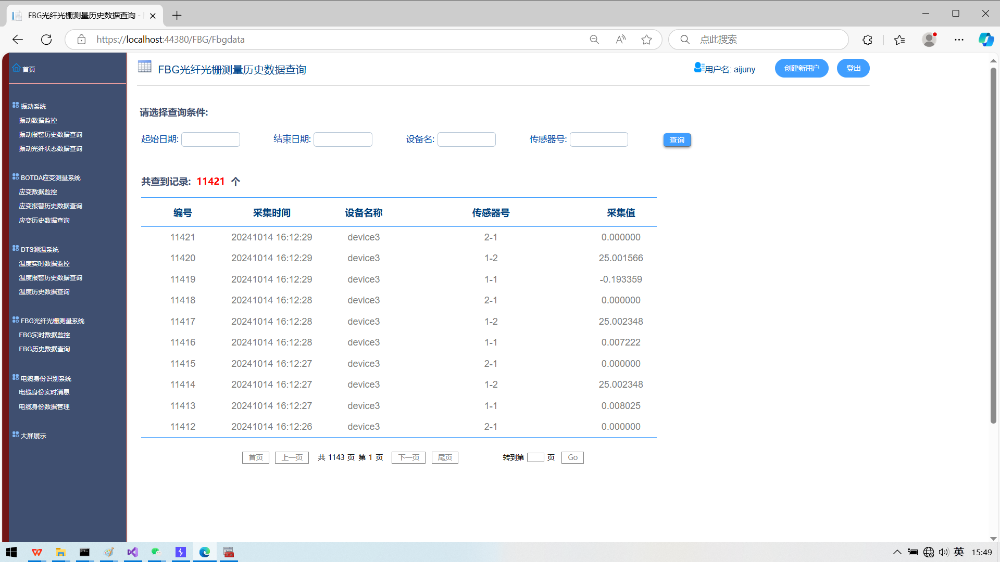 FBG光纤光栅测量历史数据查询 -
https://localhost:44380/FBG/Fbgdata
点此搜索
首页
振动系统
振动数据监控
振动报警历史数据查询
振动光纤状态数据查询
BOTDA应变测量系统
应变数据监控
应变报警历史数据查询
应变历史数据查询
DTS测温系统
温度实时数据监控
温度报警历史数据查询
温度历史数据查询
FBG光纤光栅测量系统
FBG实时数据监控
FBG历史数据查询
电缆身份识别系统
电缆身份实时消息
电缆身份数据管理
大屏展示
FBG光纤光栅测量历史数据查询
用户名: aijuny
创建新用户
登出
请选择查询条件:
起始日期: 结束日期: 设备名: 传感器号: 查询
共查到记录: 11421 个
编号 采集时间 设备名称 传感器号 采集值
11421 20241014 16:12:29 device3 2-1 0.000000
11420 20241014 16:12:29 device3 1-2 25.001566
11419 20241014 16:12:29 device3 1-1 -0.193359
11418 20241014 16:12:28 device3 2-1 0.000000
11417 20241014 16:12:28 device3 1-2 25.002348
11416 20241014 16:12:28 device3 1-1 0.007222
11415 20241014 16:12:27 device3 2-1 0.000000
11414 20241014 16:12:27 device3 1-2 25.002348
11413 20241014 16:12:27 device3 1-1 0.008025
11412 20241014 16:12:26 device3 2-1 0.000000
首页 上一页 共 1143 页 第 1 页 下一页 尾页 转到第 页 Go
英 15:49